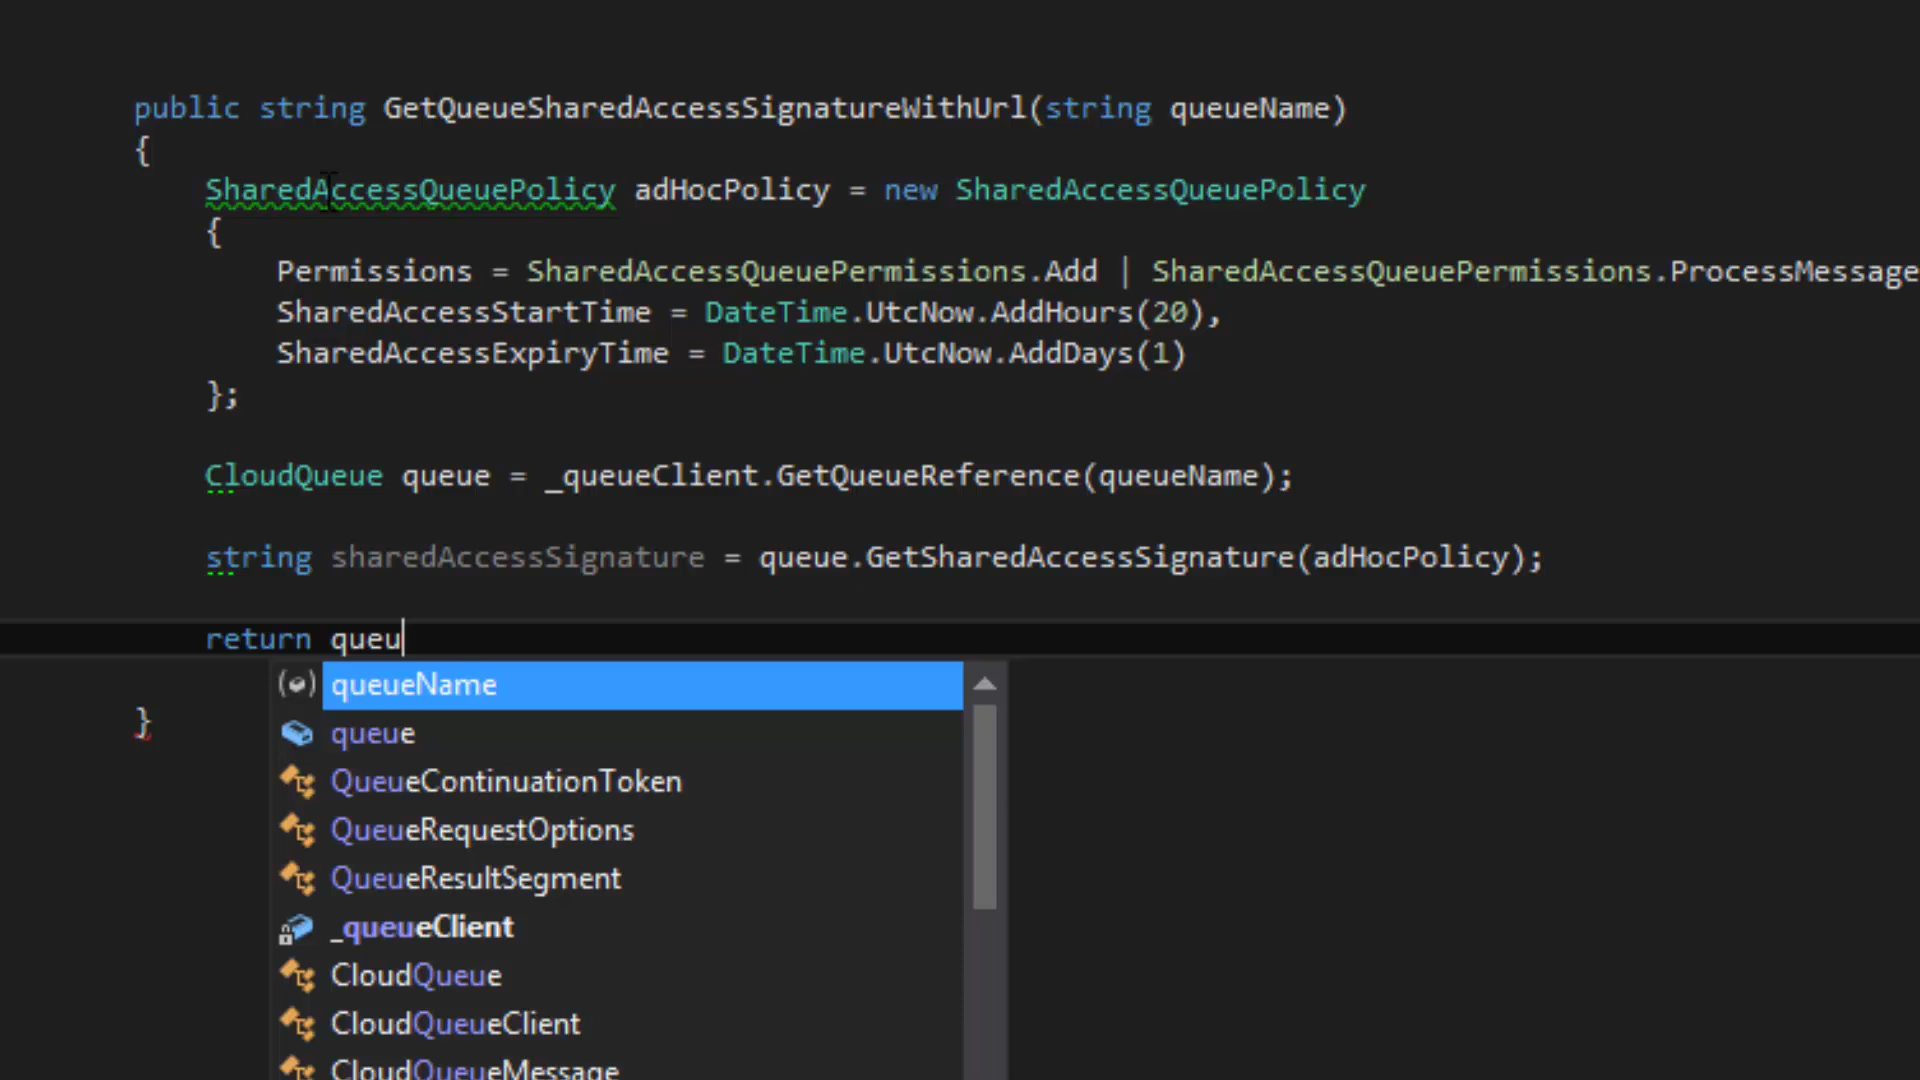 public string GetQueueSharedAccessSignatureWithUrl(string queueName)
{
SharedAccessQueuePolicy adHocPolicy = new SharedAccessQueuePolicy
{
Permissions = SharedAccessQueuePermissions.Add | SharedAccessQueuePermissions.ProcessMessage
SharedAccessStartTime = DateTime.UtcNow.AddHours(20),
SharedAccessExpiryTime = DateTime.UtcNow.AddDays(1)
};
CloudQueue queue = _queueClient.GetQueueReference(queueName);
string sharedAccessSignature = queue.GetSharedAccessSignature(adHocPolicy);
return queu
queueName
}
queue
QueueContinuationToken
QueueRequestOptions
QueueResultSegment
_queueClient
CloudQueue
CloudQueueClient
CloudQueueMessage